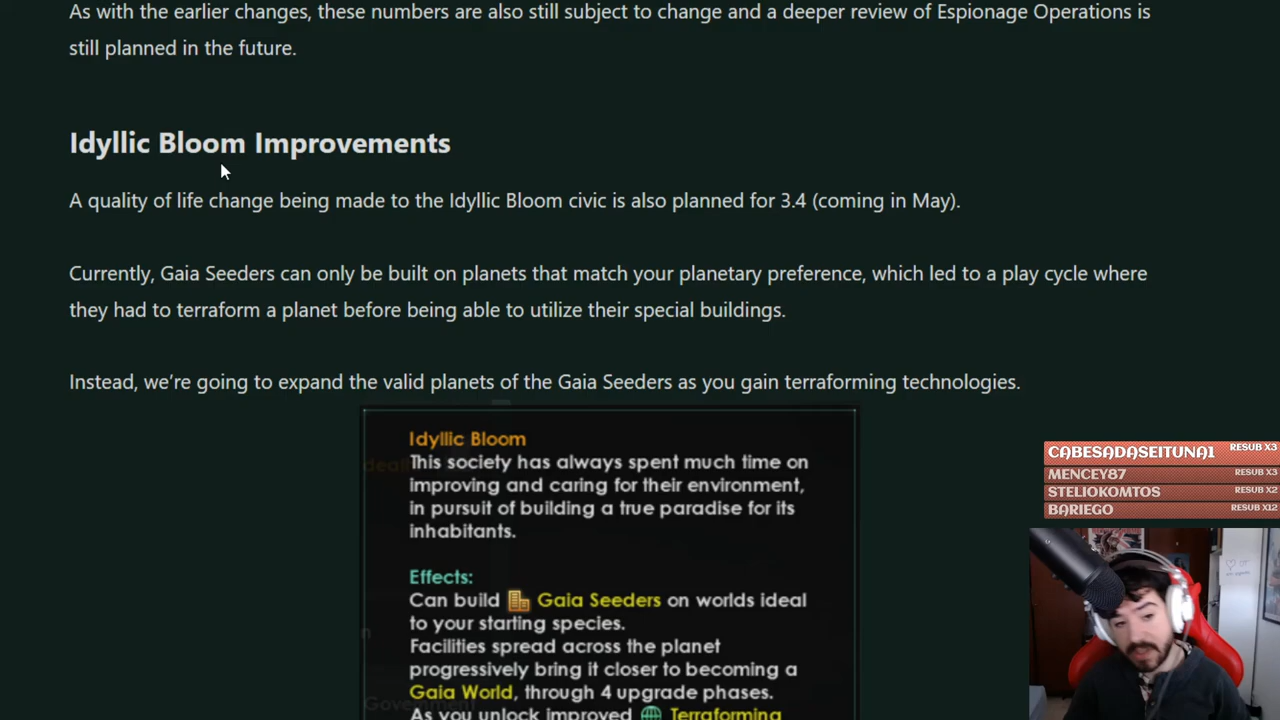 As with the earlier changes, these numbers are also still subject to change and a deeper review of Espionage Operations is
still planned in the future.
Idyllic Bloom Improvements
A quality of life change being made to the Idyllic Bloom civic is also planned for 3.4 (coming in May).
Currently, Gaia Seeders can only be built on planets that match your planetary preference, which led to a play cycle where
they had to terraform a planet before being able to utilize their special buildings.
Instead, we’re going to expand the valid planets of the Gaia Seeders as you gain terraforming technologies.
Idyllic Bloom
This society has always spent much time on
improving and caring for their environment,
in pursuit of building a true paradise for its
inhabitants.
Effects:
Can build Gaia Seeders on worlds ideal
to your starting species.
Facilities spread across the planet
progressively bring it closer to becoming a
Gaia World, through 4 upgrade phases.
As you unlock improved Terraforming
CABESADASEITUNA1 RESUB X3
MENCEY87 RESUB X3
STELIOKOMTOS RESUB X2
BARIEGO RESUB X12